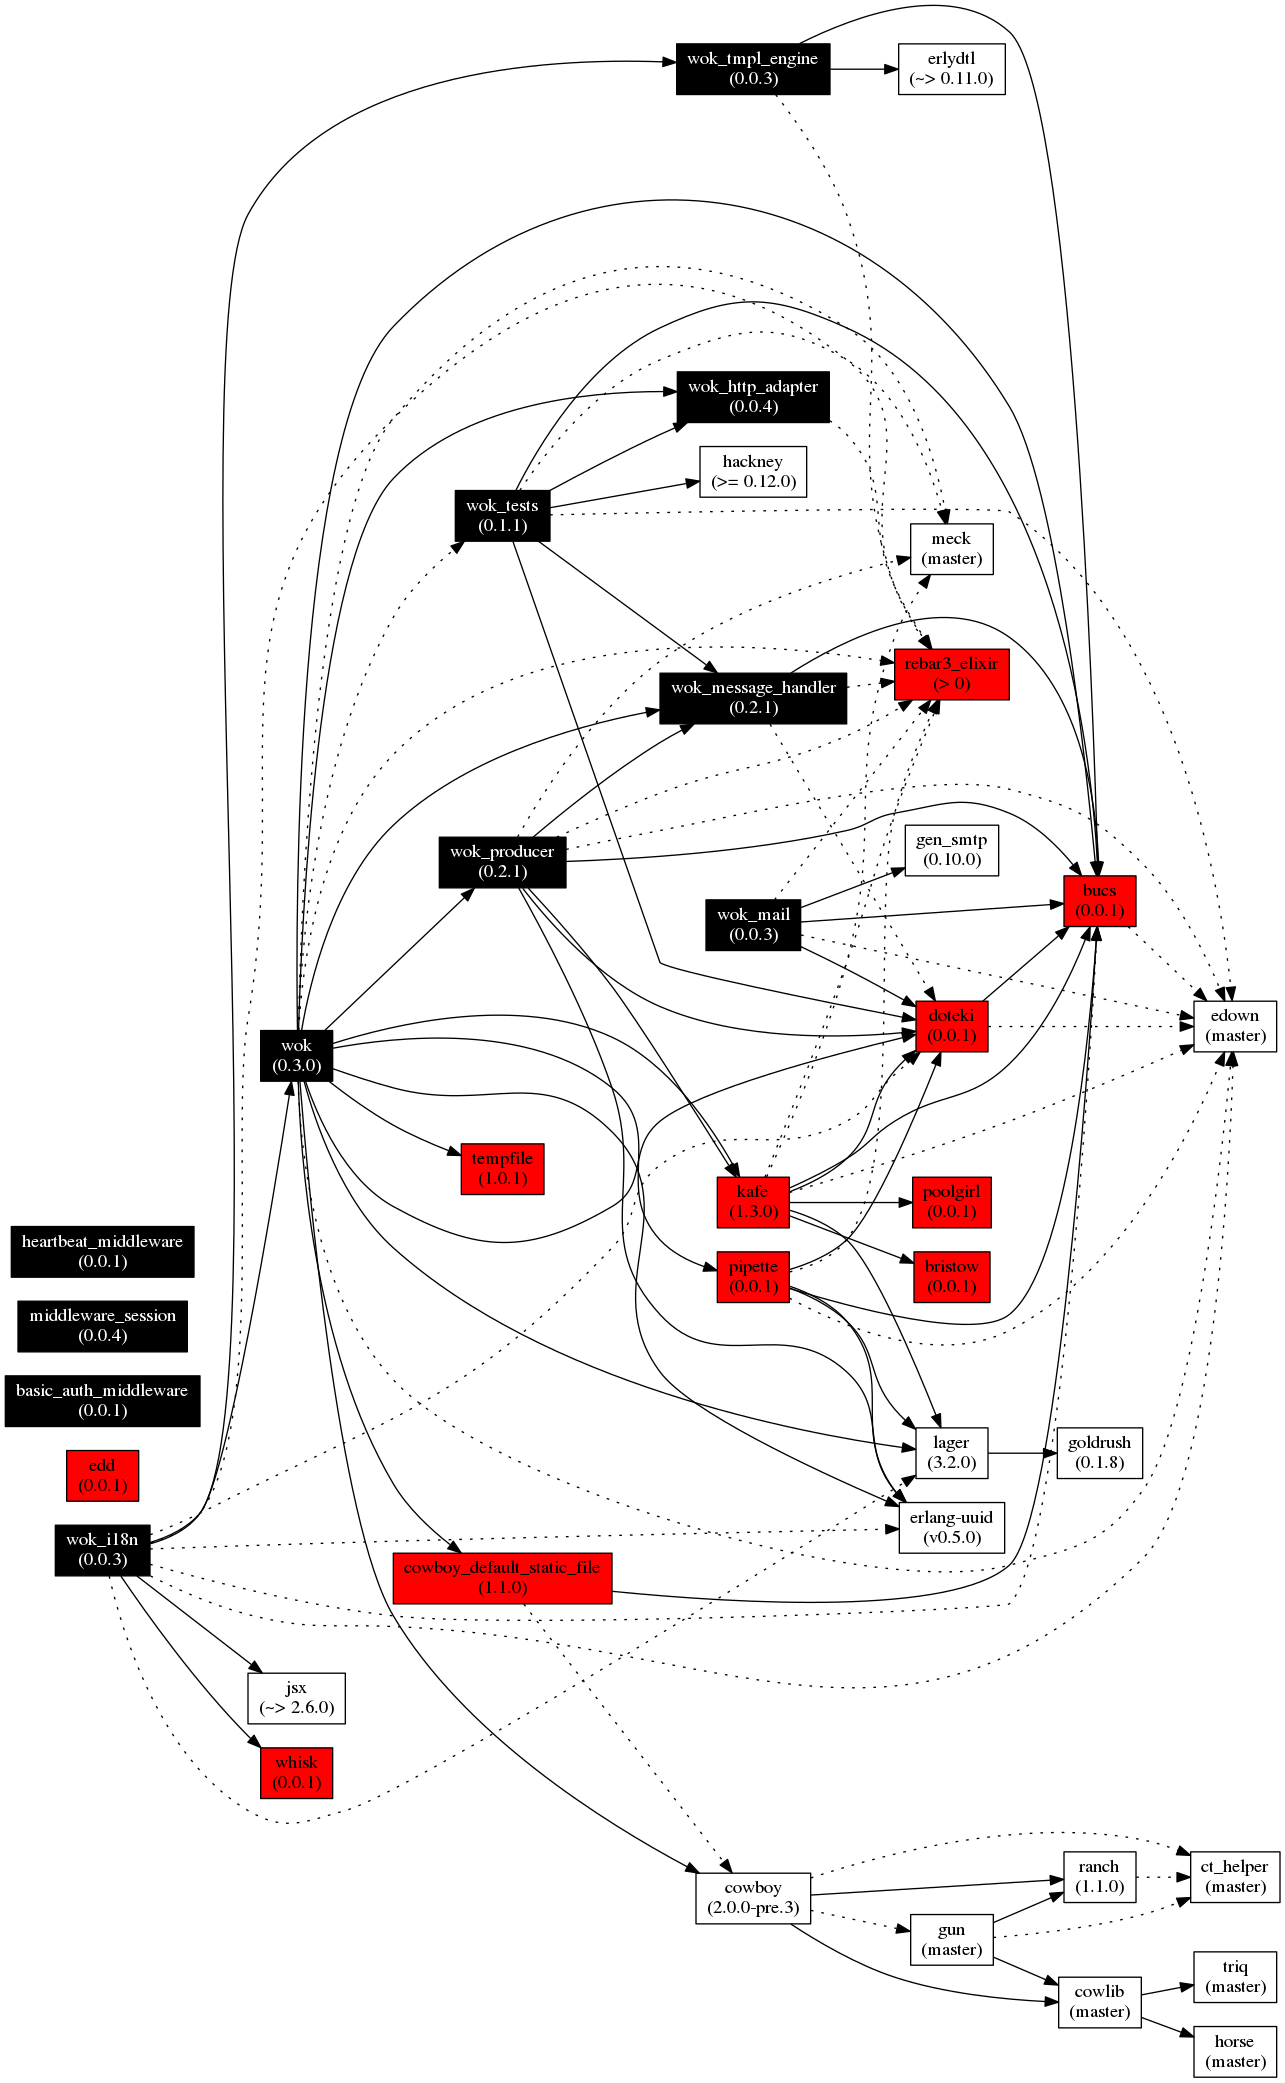 wok_tmpl_engine
(0.0.3)
erlydtl
(~> 0.11.0)
wok_http_adapter
(0.0.4)
hackney
(>= 0.12.0)
wok_tests
(0.1.1)
meck
(master)
rebar3_elixir
(> 0)
wok_message_handler
(0.2.1)
gen_smtp
(0.10.0)
wok_producer
(0.2.1)
bucs
(0.0.1)
wok_mail
(0.0.3)
doteki
(0.0.1)
edown
(master)
wok
(0.3.0)
tempfile
(1.0.1)
kafe
(1.3.0)
poolgirl
(0.0.1)
heartbeat_middleware
(0.0.1)
pipette
(0.0.1)
bristow
(0.0.1)
middleware_session
(0.0.4)
basic_auth_middleware
(0.0.1)
lager
(3.2.0)
goldrush
(0.1.8)
edd
(0.0.1)
erlang-uuid
(v0.5.0)
wok_i18n
(0.0.3)
cowboy_default_static_file
(1.1.0)
jsx
(~> 2.6.0)
whisk
(0.0.1)
ranch
(1.1.0)
ct_helper
(master)
cowboy
(2.0.0-pre.3)
gun
(master)
triq
(master)
cowlib
(master)
horse
(master)